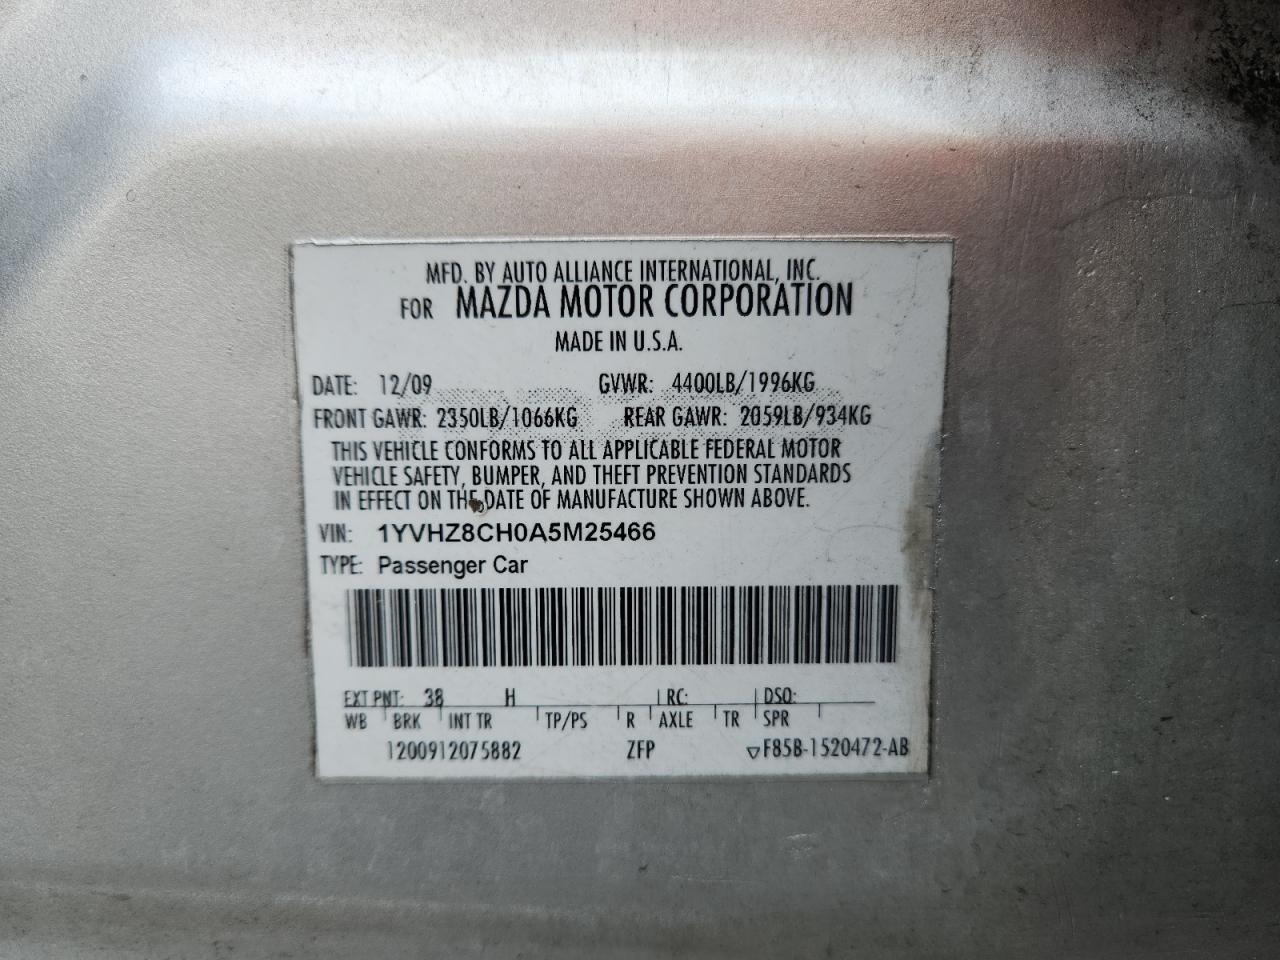 MFD. BY AUTO ALLIANCE INTERNATIONAL, INC.
FOR MAZDA MOTOR CORPORATION
MADE IN U.S.A.
DATE: 12/09 GVWR: 4400LB/1996KG
FRONT GAWR: 2350LB/1066KG REAR GAWR: 2059LB/934KG
THIS VEHICLE CONFORMS TO ALL APPLICABLE FEDERAL MOTOR
VEHICLE SAFETY, BUMPER, AND THEFT PREVENTION STANDARDS
IN EFFECT ON THE DATE OF MANUFACTURE SHOWN ABOVE.
VIN: 1YVHZ8CH0A5M25466
TYPE: Passenger Car
EXT PNT: 38 H RC: DSQ:
WB BRK INT TR TP/PS R AXLE TR SPR
1200912075882 ZFP ▽F85B-1520472-AB